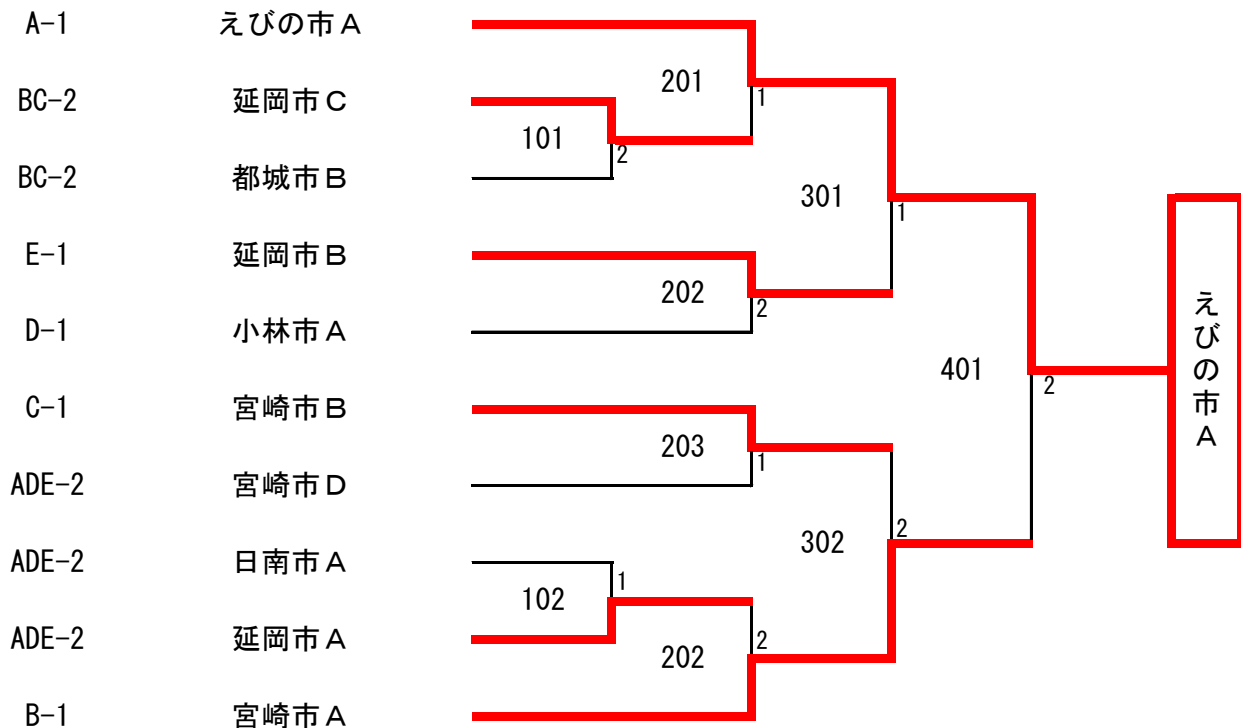 A-1 えびの市Ａ
201
1
BC-2 延岡市Ｃ
101
2
BC-2 都城市Ｂ
301
1
E-1 延岡市Ｂ
202
2
D-1 小林市Ａ
401
2
えびの市Ａ
C-1 宮崎市Ｂ
203
1
ADE-2 宮崎市Ｄ
302
2
ADE-2 日南市Ａ
102
1
ADE-2 延岡市Ａ
202
2
B-1 宮崎市Ａ